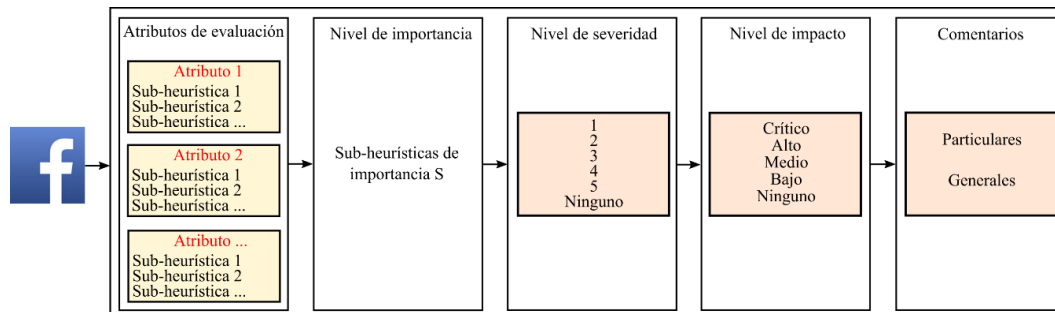 Atributos de evaluación
Atributo 1
Sub-heurística 1
Sub-heurística 2
Sub-heurística ...
Atributo 2
Sub-heurística 1
Sub-heurística 2
Sub-heurística ...
Atributo ...
Sub-heurística 1
Sub-heurística 2
Sub-heurística ...
Nivel de importancia
Sub-heurísticas de
importancia S
Nivel de severidad
1
2
3
4
5
Ninguno
Nivel de impacto
Crítico
Alto
Medio
Bajo
Ninguno
Comentarios
Particulares
Generales
f